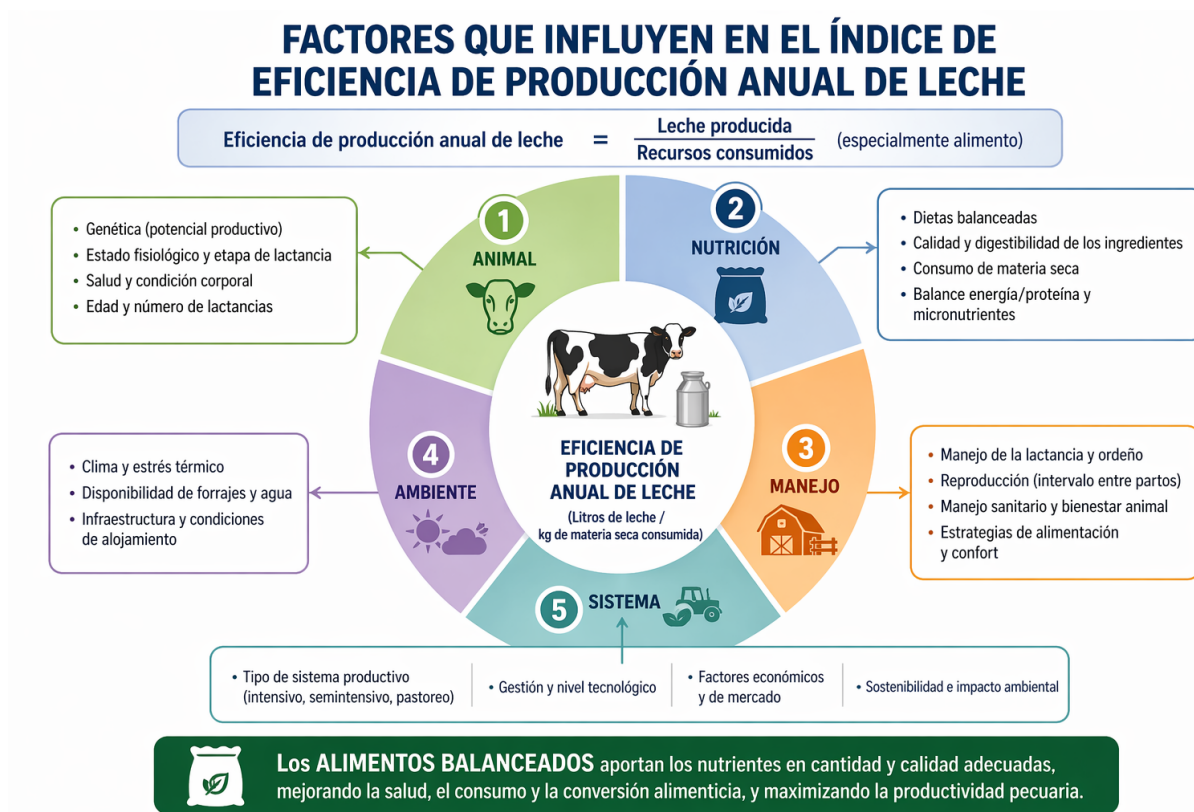 FACTORES QUE INFLUYEN EN EL ÍNDICE DE
EFICIENCIA DE PRODUCCIÓN ANUAL DE LECHE
Eficiencia de producción anual de leche = Leche producida
Recursos consumidos
(especialmente alimento)
1
ANIMAL
• Genética (potencial productivo)
• Estado fisiológico y etapa de lactancia
• Salud y condición corporal
• Edad y número de lactancias
2
NUTRICIÓN
• Dietas balanceadas
• Calidad y digestibilidad de los ingredientes
• Consumo de materia seca
• Balance energía/proteína y
micronutrientes
3
MANEJO
• Manejo de la lactancia y ordeño
• Reproducción (intervalo entre partos)
• Manejo sanitario y bienestar animal
• Estrategias de alimentación
y confort
4
AMBIENTE
• Clima y estrés térmico
• Disponibilidad de forrajes y agua
• Infraestructura y condiciones
de alojamiento
EFICIENCIA DE
PRODUCCIÓN
ANUAL DE LECHE
(Litros de leche /
kg de materia seca consumida)
5
SISTEMA
• Tipo de sistema productivo
(intensivo, semintensivo, pastoreo)
• Gestión y nivel tecnológico
• Factores económicos
y de mercado
• Sostenibilidad e impacto ambiental
Los ALIMENTOS BALANCEADOS aportan los nutrientes en cantidad y calidad adecuadas,
mejorando la salud, el consumo y la conversión alimenticia, y maximizando la productividad pecuaria.